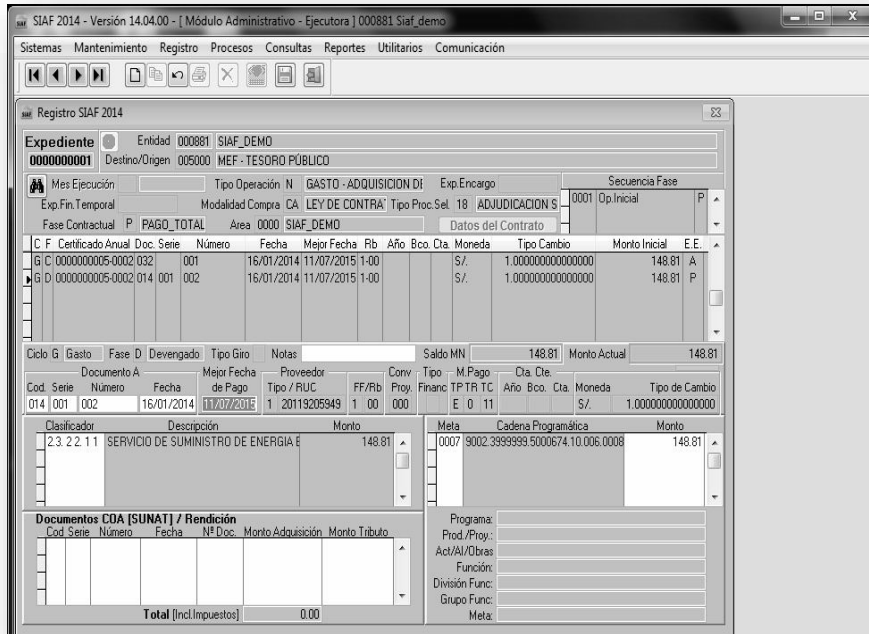 SIAF 2014 - Versión 14.04.00 - [ Módulo Administrativo - Ejecutora ] 000881 Siaf_demo
Sistemas Mantenimiento Registro Procesos Consultas Reportes Utilitarios Comunicación
Registro SIAF 2014
Expediente Entidad 000881 SIAF_DEMO
0000000001 Destino/Origen 005000 MEF - TESORO PÚBLICO
Mes Ejecución Tipo Operación N GASTO - ADQUISICION DE Exp.Encargo Secuencia Fase
Exp.Fin.Temporal Modalidad Compra CA LEY DE CONTRA Tipo Proc.Sel. 18 ADJUDICACION S 0001 Op.Inicial P
Fase Contractual P PAGO_TOTAL Area 0000 SIAF_DEMO Datos del Contrato
C F Certificado Anual Doc. Serie Número Fecha Mejor Fecha Rb Año Bco. Cta. Moneda Tipo Cambio Monto Inicial E.E.
G C 0000000005-0002 032 001 16/01/2014 11/07/2015 1-00 S/. 1.000000000000000 148.81 A
G D 0000000005-0002 014 001 002 16/01/2014 11/07/2015 1-00 S/. 1.000000000000000 148.81 P
Ciclo G Gasto Fase D Devengado Tipo Giro Notas Saldo MN 148.81 Monto Actual 148.81
Documento A Mejor Fecha Proveedor Conv Tipo M.Pago Cta. Cte.
Cod. Serie Número Fecha de Pago Tipo / RUC FF/Rb Proy. Financ TP TR TC Año Bco. Cta. Moneda Tipo de Cambio
014 001 002 16/01/2014 11/07/2015 1 20119205949 1 00 000 E 0 11 S/. 1.000000000000000
Clasificador Descripción Monto Meta Cadena Programática Monto
2.3. 2 2. 1 1 SERVICIO DE SUMINISTRO DE ENERGIA E 148.81 0007 9002.3999999.5000674.10.006.0008 148.81
Documentos COA [SUNAT] / Rendición
Cod Serie Número Fecha Nº Doc. Monto Adquisición Monto Tributo
Total [Incl.Impuestos] 0.00
Programa:
Prod./Proy.:
Act/AI/Obras
Función:
División Func:
Grupo Func:
Meta: